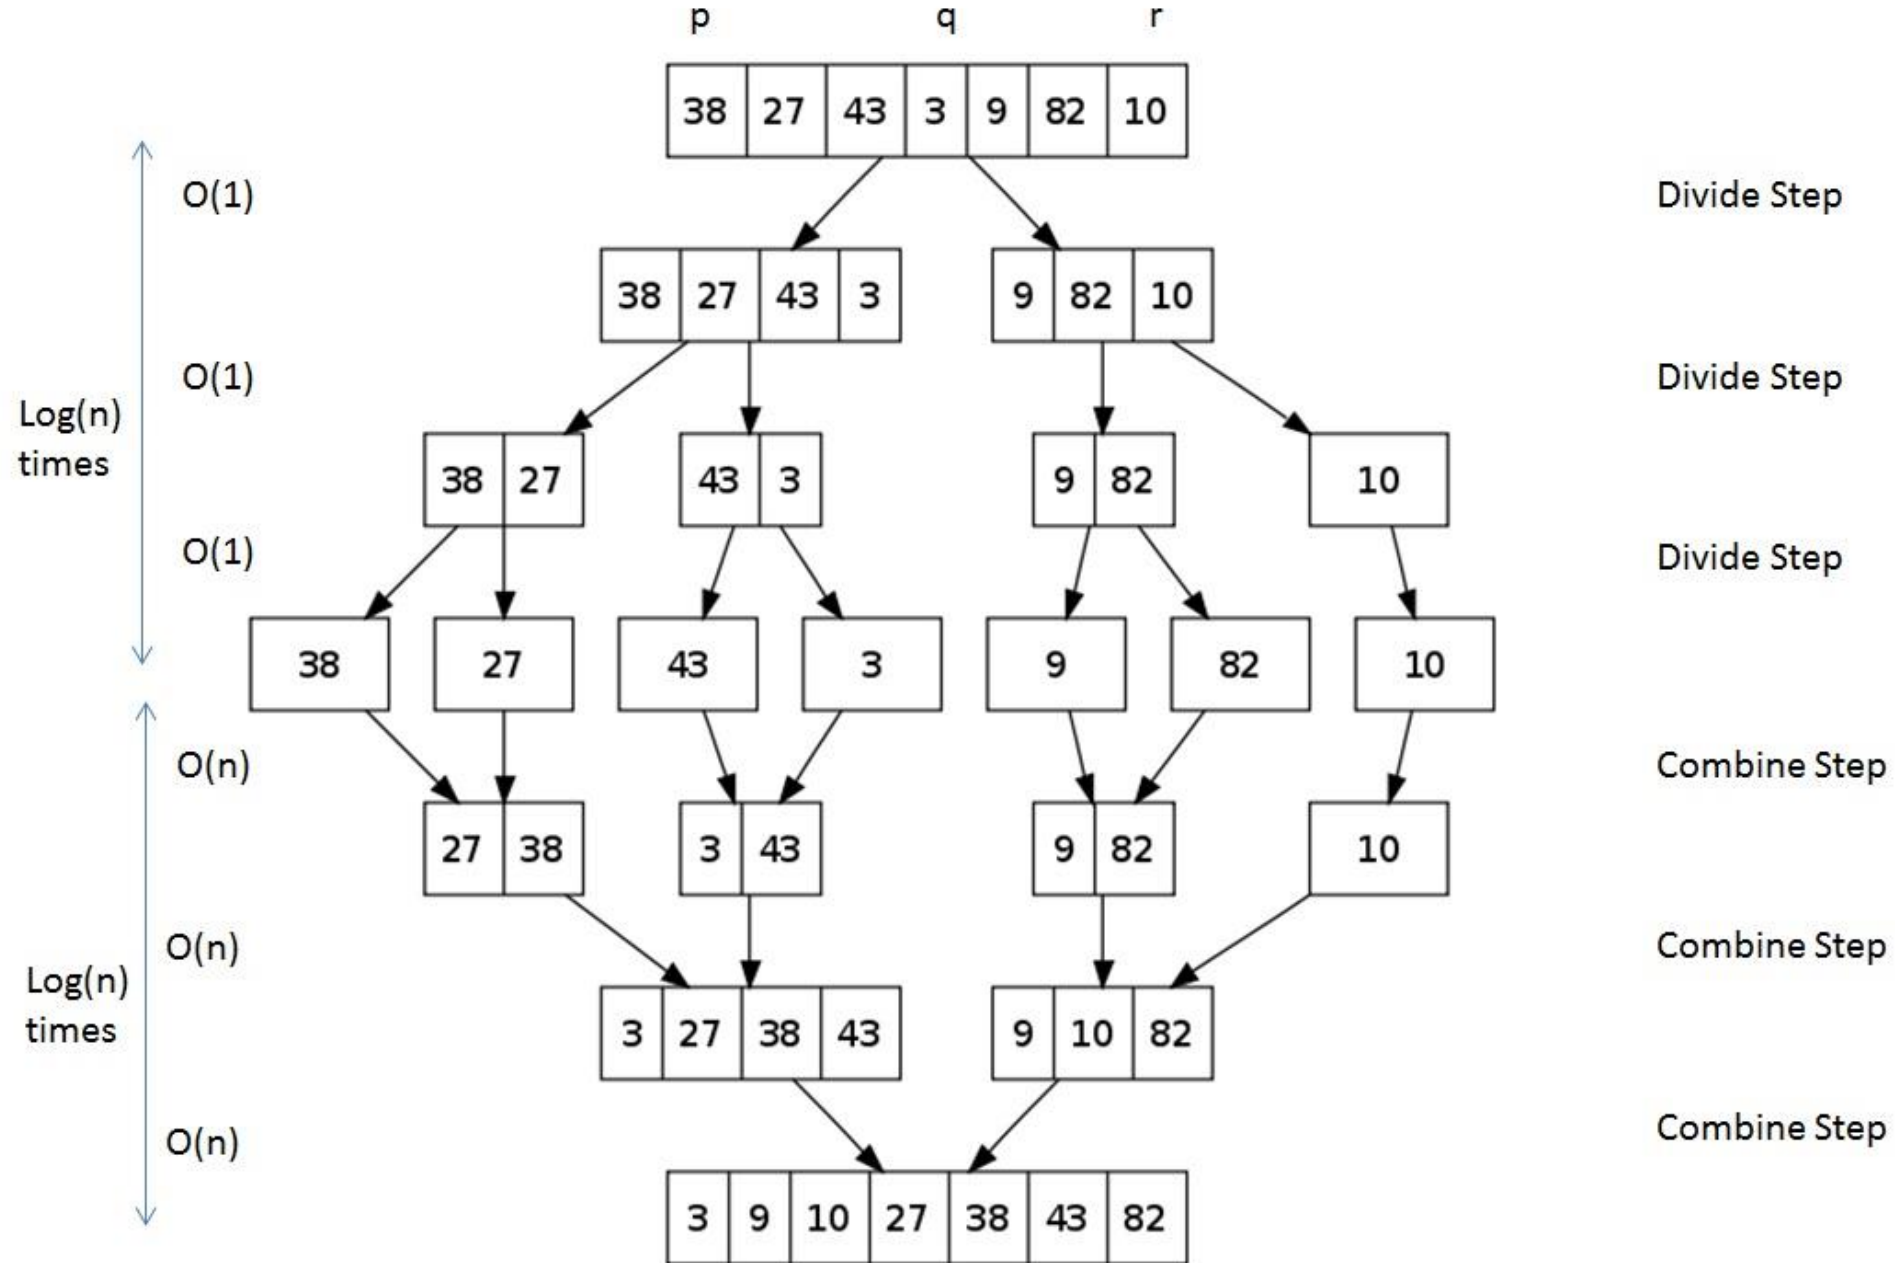 p q r
38 27 43 3 9 82 10
O(1) Divide Step
38 27 43 3 9 82 10
O(1) Divide Step
Log(n)
times
38 27 43 3 9 82 10
O(1) Divide Step
38 27 43 3 9 82 10
O(n) Combine Step
27 38 3 43 9 82 10
O(n) Combine Step
Log(n)
times
3 27 38 43 9 10 82
O(n) Combine Step
3 9 10 27 38 43 82